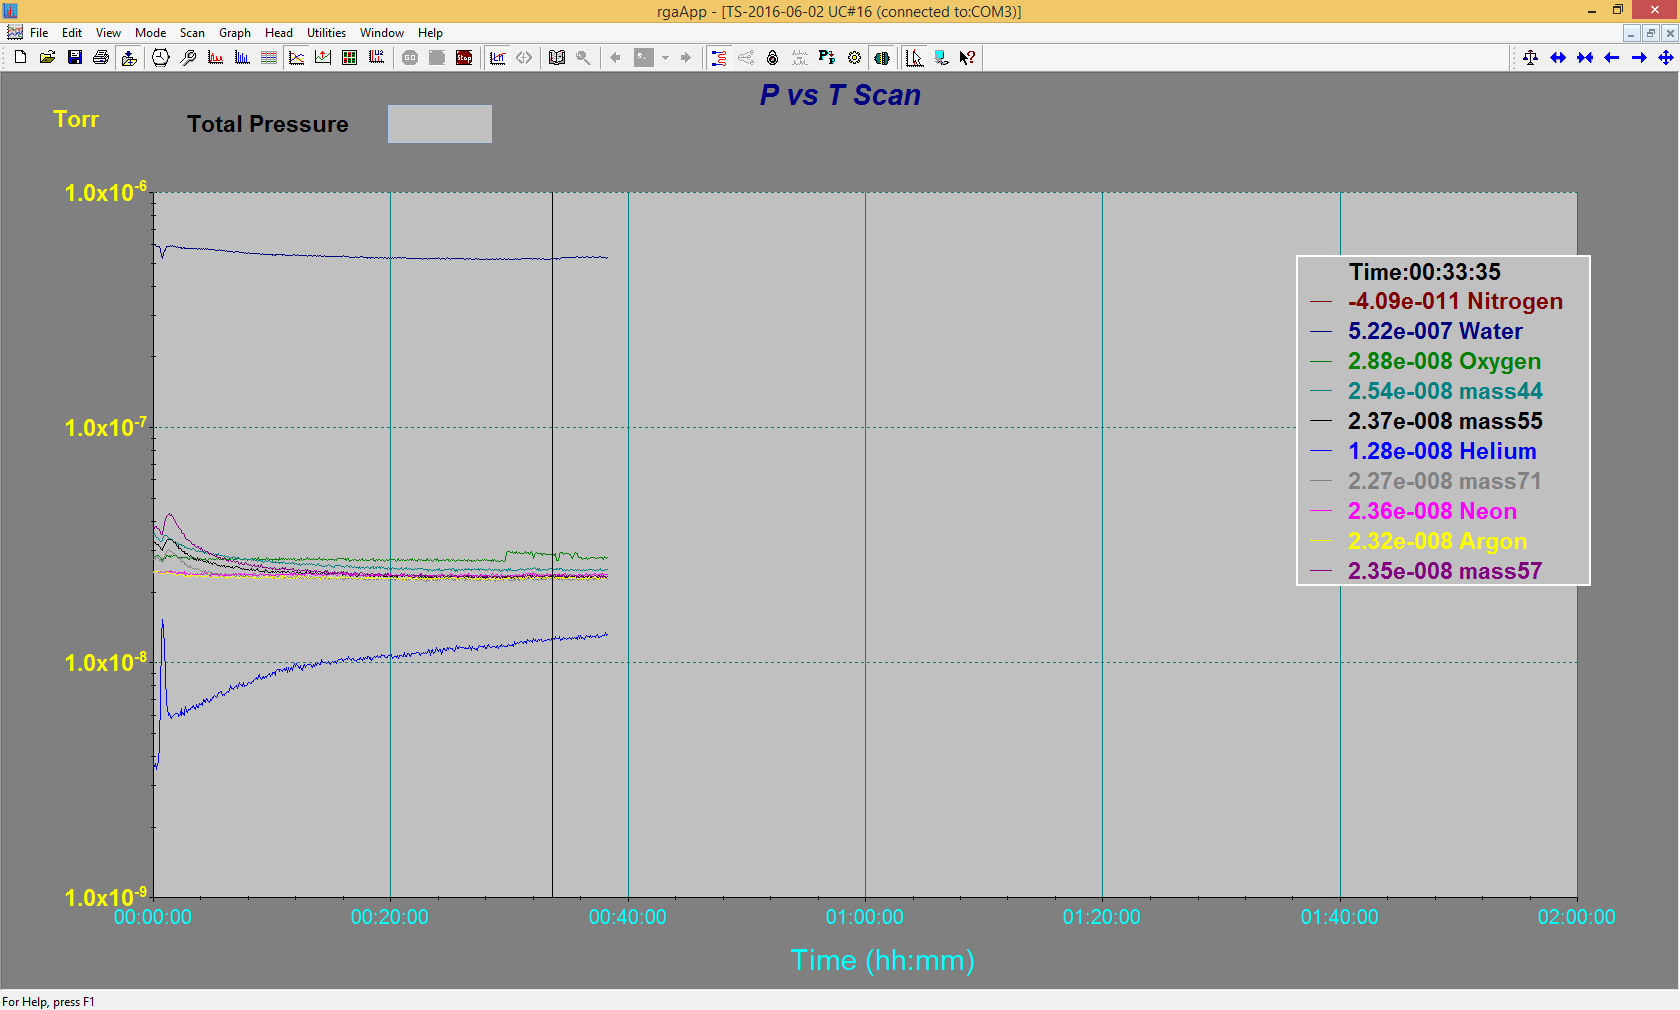 rgaApp - [TS-2016-06-02 UC#16 (connected to:COM3)]
File Edit View Mode Scan Graph Head Utilities Window Help
GO Stop
P vs T Scan
Torr
Total Pressure
1.0x10-6
1.0x10-7
1.0x10-8
1.0x10-9
Time:00:33:35
-4.09e-011 Nitrogen
5.22e-007 Water
2.88e-008 Oxygen
2.54e-008 mass44
2.37e-008 mass55
1.28e-008 Helium
2.27e-008 mass71
2.36e-008 Neon
2.32e-008 Argon
2.35e-008 mass57
00:00:00 00:20:00 00:40:00 01:00:00 01:20:00 01:40:00 02:00:00
Time (hh:mm)
For Help, press F1